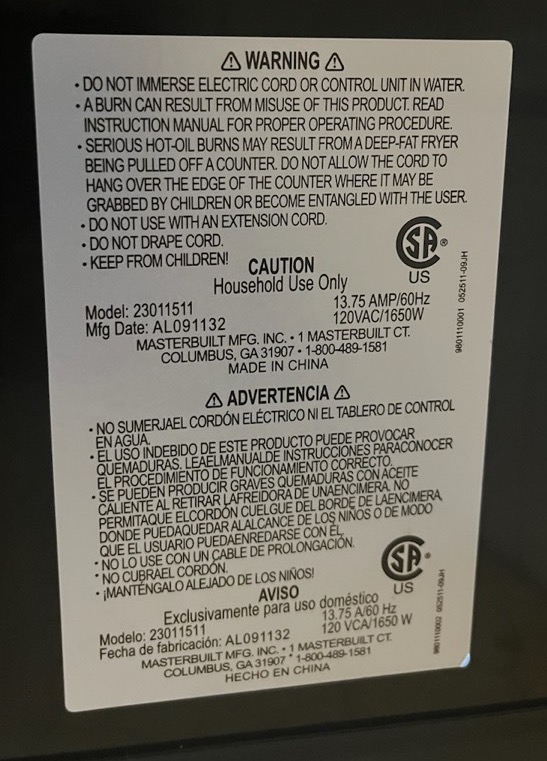 ⚠ WARNING ⚠
• DO NOT IMMERSE ELECTRIC CORD OR CONTROL UNIT IN WATER.
• A BURN CAN RESULT FROM MISUSE OF THIS PRODUCT. READ
INSTRUCTION MANUAL FOR PROPER OPERATING PROCEDURE.
• SERIOUS HOT-OIL BURNS MAY RESULT FROM A DEEP-FAT FRYER
BEING PULLED OFF A COUNTER. DO NOT ALLOW THE CORD TO
HANG OVER THE EDGE OF THE COUNTER WHERE IT MAY BE
GRABBED BY CHILDREN OR BECOME ENTANGLED WITH THE USER.
• DO NOT USE WITH AN EXTENSION CORD.
• DO NOT DRAPE CORD.
• KEEP FROM CHILDREN!
CAUTION
Household Use Only
SA ®
US
Model: 23011511
Mfg Date: AL091132
13.75 AMP/60Hz
120VAC/1650W
MASTERBUILT MFG. INC. • 1 MASTERBUILT CT.
COLUMBUS, GA 31907 • 1-800-489-1581
MADE IN CHINA
9801110001 052511-09JH
⚠ ADVERTENCIA ⚠
• NO SUMERJAEL CORDÓN ELÉCTRICO NI EL TABLERO DE CONTROL
EN AGUA.
• EL USO INDEBIDO DE ESTE PRODUCTO PUEDE PROVOCAR
QUEMADURAS. LEAELMANUALDE INSTRUCCIONES PARACONOCER
EL PROCEDIMIENTO DE FUNCIONAMIENTO CORRECTO.
• SE PUEDEN PRODUCIR GRAVES QUEMADURAS CON ACEITE
CALIENTE AL RETIRAR LAFREIDORA DE UNAENCIMERA. NO
PERMITAQUE ELCORDÓN CUELGUE DEL BORDE DE LAENCIMERA,
DONDE PUEDAQUEDAR ALALCANCE DE LOS NIÑOS O DE MODO
QUE EL USUARIO PUEDAENREDARSE CON ÉL.
• NO LO USE CON UN CABLE DE PROLONGACIÓN.
• NO CUBRAEL CORDÓN.
• ¡MANTÉNGALO ALEJADO DE LOS NIÑOS!
AVISO
Exclusivamente para uso doméstico
SA ®
US
Modelo: 23011511
Fecha de fabricación: AL091132
13.75 A/60 Hz
120 VCA/1650 W
MASTERBUILT MFG. INC. • 1 MASTERBUILT CT.
COLUMBUS, GA 31907 • 1-800-489-1581
HECHO EN CHINA
9801110002 052511-09JH